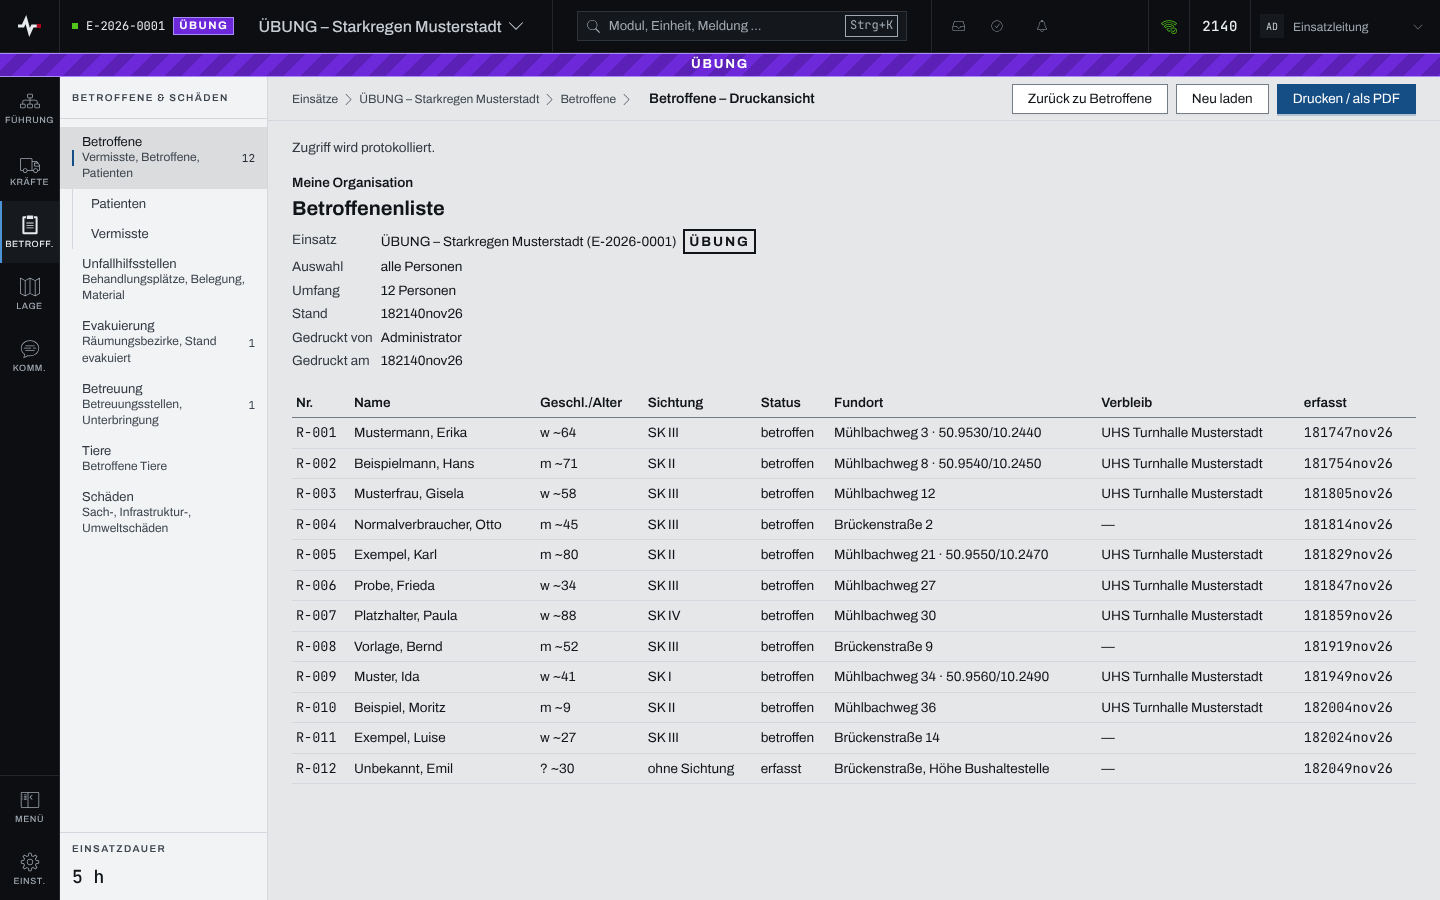 E-2026-0001 ÜBUNG ÜBUNG – Starkregen Musterstadt Modul, Einheit, Meldung ... Strg+K 2140 AD Einsatzleitung
ÜBUNG
FÜHRUNG
KRÄFTE
BETROFF.
LAGE
KOMM.
MENÜ
EINST.
BETROFFENE & SCHÄDEN
Betroffene
Vermisste, Betroffene, 12
Patienten
Patienten
Vermisste
Unfallhilfsstellen
Behandlungsplätze, Belegung,
Material
Evakuierung
Räumungsbezirke, Stand 1
evakuiert
Betreuung
Betreuungsstellen, 1
Unterbringung
Tiere
Betroffene Tiere
Schäden
Sach-, Infrastruktur-,
Umweltschäden
EINSATZDAUER
5 h
Einsätze ÜBUNG – Starkregen Musterstadt Betroffene Betroffene – Druckansicht Zurück zu Betroffene Neu laden Drucken / als PDF
Zugriff wird protokolliert.
Meine Organisation
Betroffenenliste
Einsatz ÜBUNG – Starkregen Musterstadt (E-2026-0001) ÜBUNG
Auswahl alle Personen
Umfang 12 Personen
Stand 182140nov26
Gedruckt von Administrator
Gedruckt am 182140nov26
Nr. Name Geschl./Alter Sichtung Status Fundort Verbleib erfasst
R-001 Mustermann, Erika w ~64 SK III betroffen Mühlbachweg 3 · 50.9530/10.2440 UHS Turnhalle Musterstadt 181747nov26
R-002 Beispielmann, Hans m ~71 SK II betroffen Mühlbachweg 8 · 50.9540/10.2450 UHS Turnhalle Musterstadt 181754nov26
R-003 Musterfrau, Gisela w ~58 SK III betroffen Mühlbachweg 12 UHS Turnhalle Musterstadt 181805nov26
R-004 Normalverbraucher, Otto m ~45 SK III betroffen Brückenstraße 2 — 181814nov26
R-005 Exempel, Karl m ~80 SK II betroffen Mühlbachweg 21 · 50.9550/10.2470 UHS Turnhalle Musterstadt 181829nov26
R-006 Probe, Frieda w ~34 SK III betroffen Mühlbachweg 27 UHS Turnhalle Musterstadt 181847nov26
R-007 Platzhalter, Paula w ~88 SK IV betroffen Mühlbachweg 30 UHS Turnhalle Musterstadt 181859nov26
R-008 Vorlage, Bernd m ~52 SK III betroffen Brückenstraße 9 — 181919nov26
R-009 Muster, Ida w ~41 SK I betroffen Mühlbachweg 34 · 50.9560/10.2490 UHS Turnhalle Musterstadt 181949nov26
R-010 Beispiel, Moritz m ~9 SK II betroffen Mühlbachweg 36 UHS Turnhalle Musterstadt 182004nov26
R-011 Exempel, Luise w ~27 SK III betroffen Brückenstraße 14 — 182024nov26
R-012 Unbekannt, Emil ? ~30 ohne Sichtung erfasst Brückenstraße, Höhe Bushaltestelle — 182049nov26